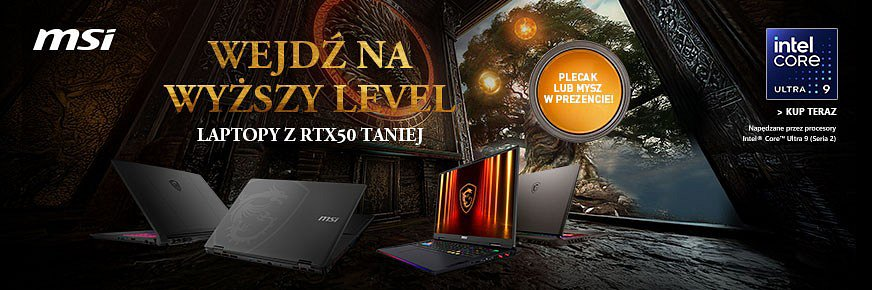 msi
WEJDŹ NA
WYŻSZY LEVEL
LAPTOPY Z RTX50 TANIEJ
PLECAK
LUB MYSZ
W PREZENCIE!
intel
CORE
ULTRA 9
> KUP TERAZ
Napędzane przez procesory
Intel® Core™ Ultra 9 (Seria 2)
msi